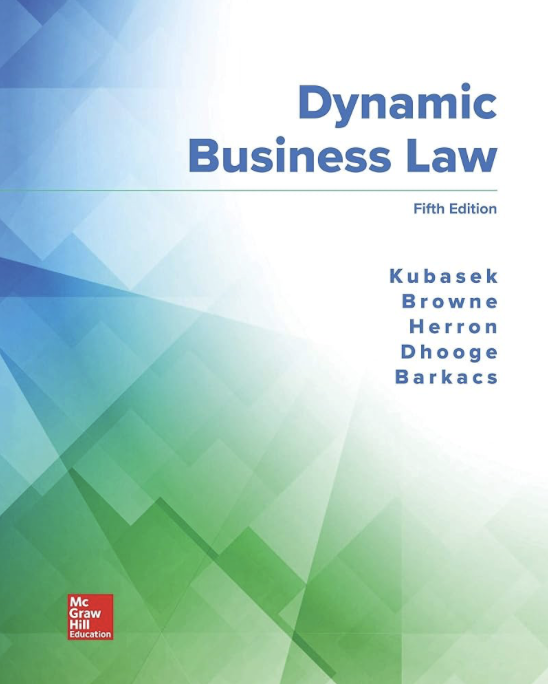 Dynamic
Business Law
Fifth Edition
Kubasek
Browne
Herron
Dhooge
Barkacs
Mc
Graw
Hill
Education